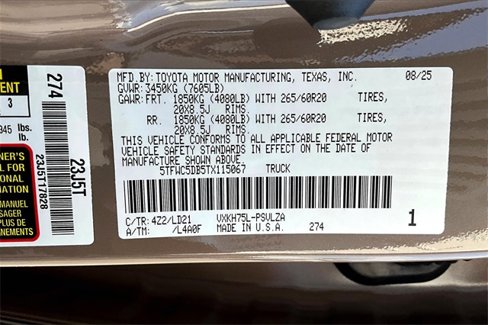 MFD.BY: TOYOTA MOTOR MANUFACTURING, TEXAS, INC. 08/25
GVWR: 3450KG (7605LB)
GAWR: FRT. 1850KG (4080LB) WITH 265/60R20 TIRES,
20X8.5J RIMS,
RR. 1850KG (4080LB) WITH 265/60R20 TIRES,
20X8.5J RIMS.
THIS VEHICLE CONFORMS TO ALL APPLICABLE FEDERAL MOTOR
VEHICLE SAFETY STANDARDS IN EFFECT ON THE DATE OF
MANUFACTURE SHOWN ABOVE.
5TFWC5DB5TX115067 TRUCK
C/TR: 4Z2/LD21 VXKH75L-PSVLZA
A/TM: /L4A0F MADE IN U.S.A. 274 1
274
23J5T
23J5T117828
3
lbs.
lb.